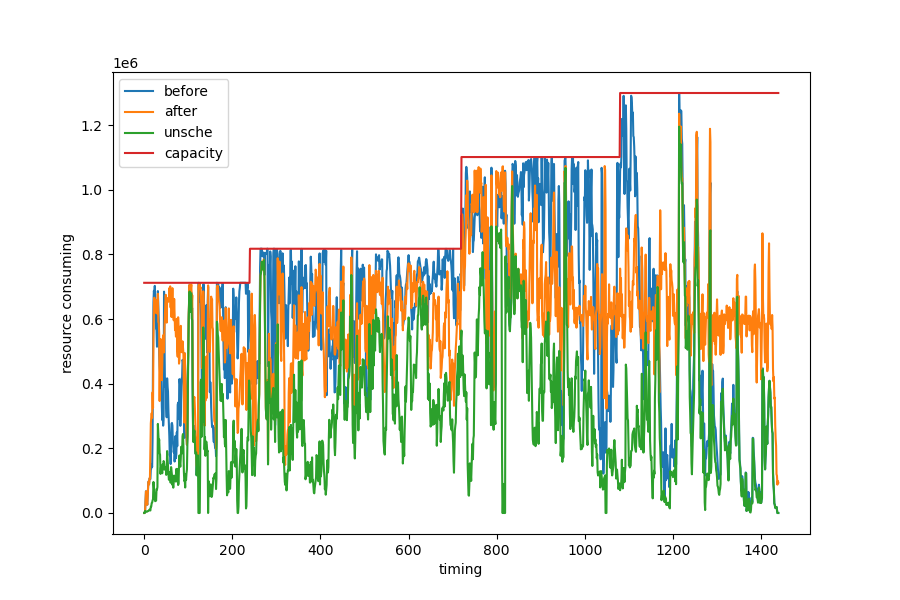 1e6
before
after
unsche
capacity
1.2
1.0
0.8
0.6
0.4
0.2
0.0
resource consuming
0 200 400 600 800 1000 1200 1400
timing